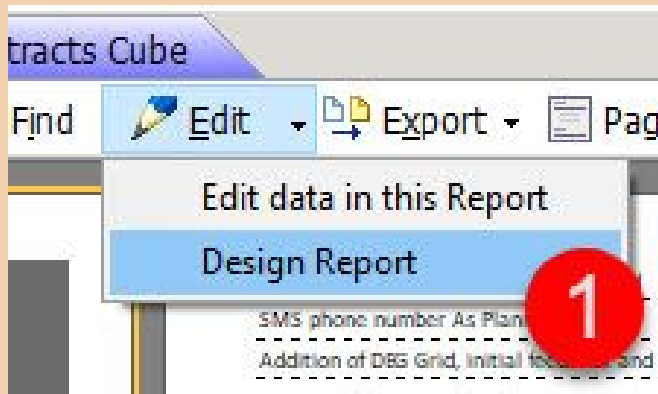 tracts Cube
Find Edit Export Pag
Edit data in this Report
Design Report
1
SMS phone number As Plan
Addition of DBG Grid, initial and